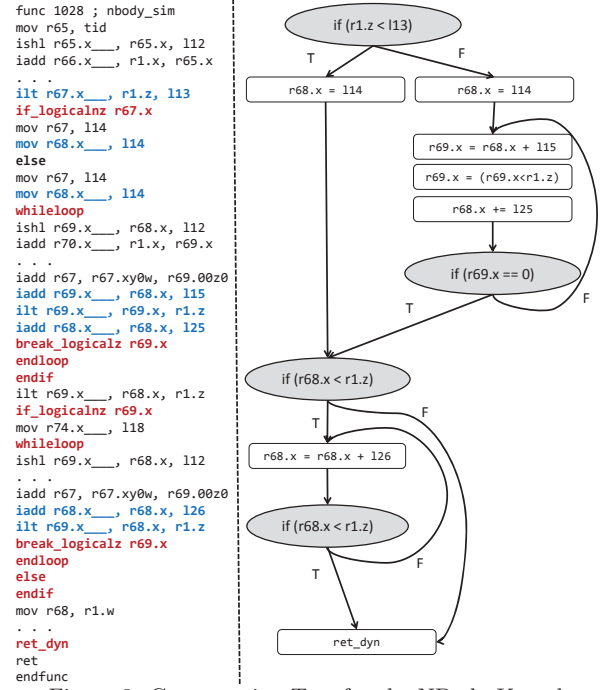 func 1028 ; nbody_sim
mov r65, tid
ishl r65.x___, r65.x, l12
iadd r66.x___, r1.x, r65.x
. . .
ilt r67.x___, r1.z, l13
if_logicalnz r67.x
mov r67, l14
mov r68.x___, l14
else
mov r67, l14
mov r68.x___, l14
whileloop
ishl r69.x___, r68.x, l12
iadd r70.x___, r1.x, r69.x
. . .
iadd r67, r67.xy0w, r69.00z0
iadd r69.x___, r68.x, l15
ilt r69.x___, r69.x, r1.z
iadd r68.x___, r68.x, l25
break_logicalz r69.x
endloop
endif
ilt r69.x___, r68.x, r1.z
if_logicalnz r69.x
mov r74.x___, l18
whileloop
ishl r69.x___, r68.x, l12
. . .
iadd r67, r67.xy0w, r69.00z0
iadd r68.x___, r68.x, l26
ilt r69.x___, r68.x, r1.z
break_logicalz r69.x
endloop
else
endif
mov r68, r1.w
. . .
ret_dyn
ret
endfunc
if (r1.z < l13)
T
F
r68.x = l14
r68.x = l14
r69.x = r68.x + l15
r69.x = (r69.x<r1.z)
r68.x += l25
if (r69.x == 0)
T
F
if (r68.x < r1.z)
T
F
r68.x = r68.x + l26
if (r68.x < r1.z)
T
F
ret_dyn